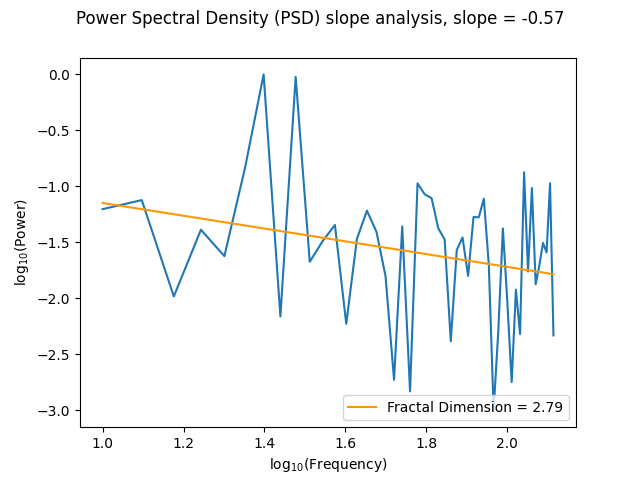 Power Spectral Density (PSD) slope analysis, slope = -0.57
0.0
−0.5
−1.0
−1.5
−2.0
−2.5
−3.0
log₁₀(Power)
Fractal Dimension = 2.79
1.0 1.2 1.4 1.6 1.8 2.0
log₁₀(Frequency)